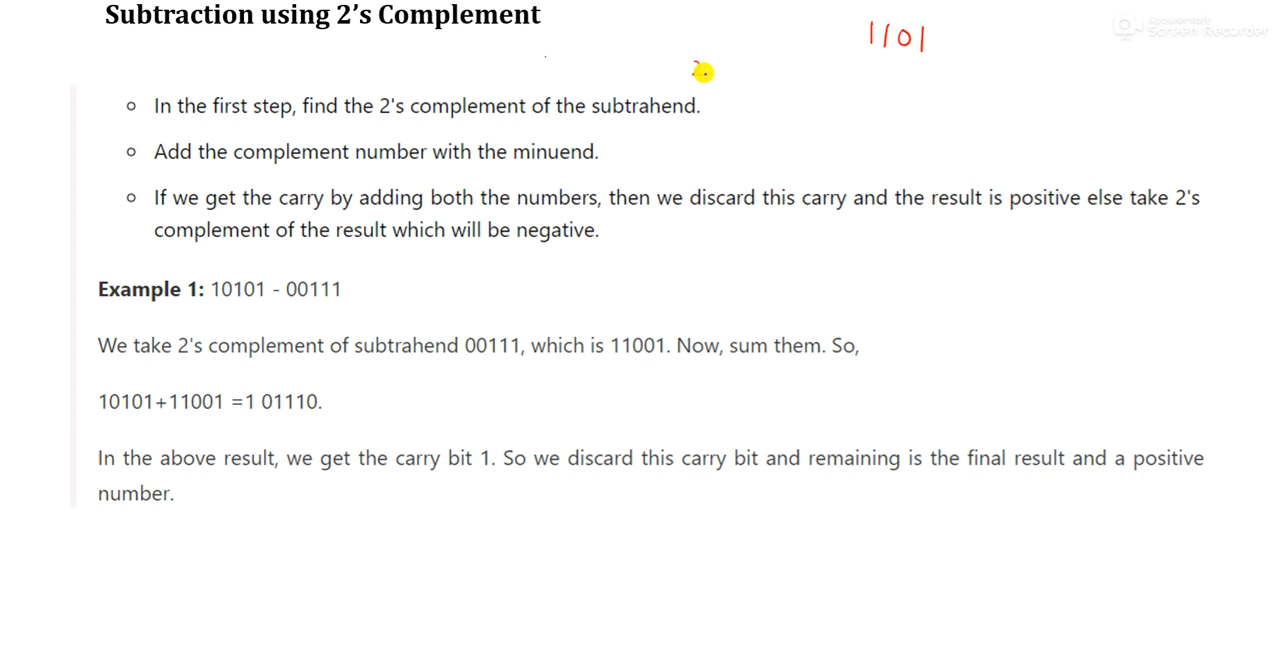 Subtraction using 2's Complement
1101
Apowersoft
Screen Recorder
In the first step, find the 2's complement of the subtrahend.
Add the complement number with the minuend.
If we get the carry by adding both the numbers, then we discard this carry and the result is positive else take 2's
complement of the result which will be negative.
Example 1: 10101 - 00111
We take 2's complement of subtrahend 00111, which is 11001. Now, sum them. So,
10101+11001 =1 01110.
In the above result, we get the carry bit 1. So we discard this carry bit and remaining is the final result and a positive
number.